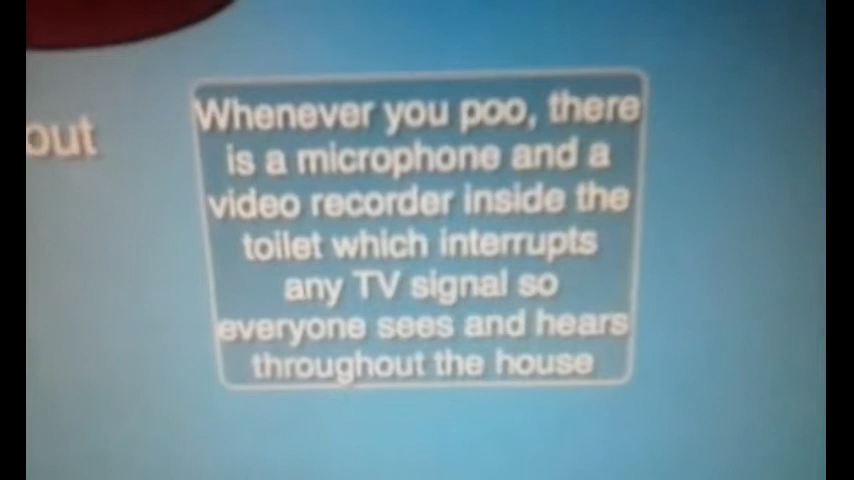 out
Whenever you poo, there
is a microphone and a
video recorder inside the
toilet which interrupts
any TV signal so
everyone sees and hears
throughout the house